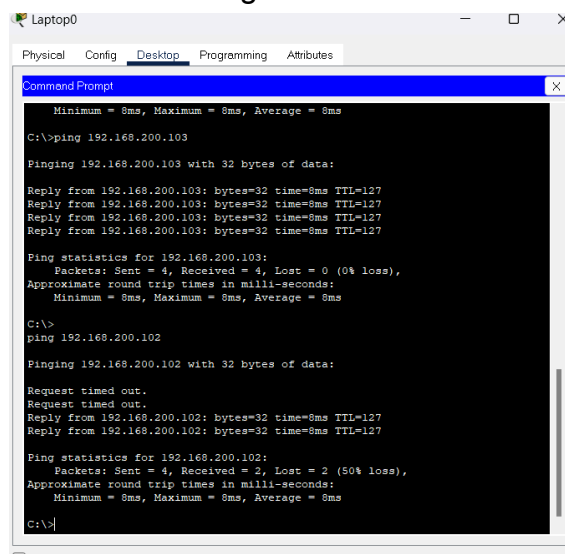 Laptop0
Physical Config Desktop Programming Attributes
Command Prompt
X
Minimum = 8ms, Maximum = 8ms, Average = 8ms
C:\>ping 192.168.200.103
Pinging 192.168.200.103 with 32 bytes of data:
Reply from 192.168.200.103: bytes=32 time=8ms TTL=127
Reply from 192.168.200.103: bytes=32 time=8ms TTL=127
Reply from 192.168.200.103: bytes=32 time=8ms TTL=127
Reply from 192.168.200.103: bytes=32 time=8ms TTL=127
Ping statistics for 192.168.200.103:
Packets: Sent = 4, Received = 4, Lost = 0 (0% loss),
Approximate round trip times in milli-seconds:
Minimum = 8ms, Maximum = 8ms, Average = 8ms
C:\>
ping 192.168.200.102
Pinging 192.168.200.102 with 32 bytes of data:
Request timed out.
Request timed out.
Reply from 192.168.200.102: bytes=32 time=8ms TTL=127
Reply from 192.168.200.102: bytes=32 time=8ms TTL=127
Ping statistics for 192.168.200.102:
Packets: Sent = 4, Received = 2, Lost = 2 (50% loss),
Approximate round trip times in milli-seconds:
Minimum = 8ms, Maximum = 8ms, Average = 8ms
C:\>